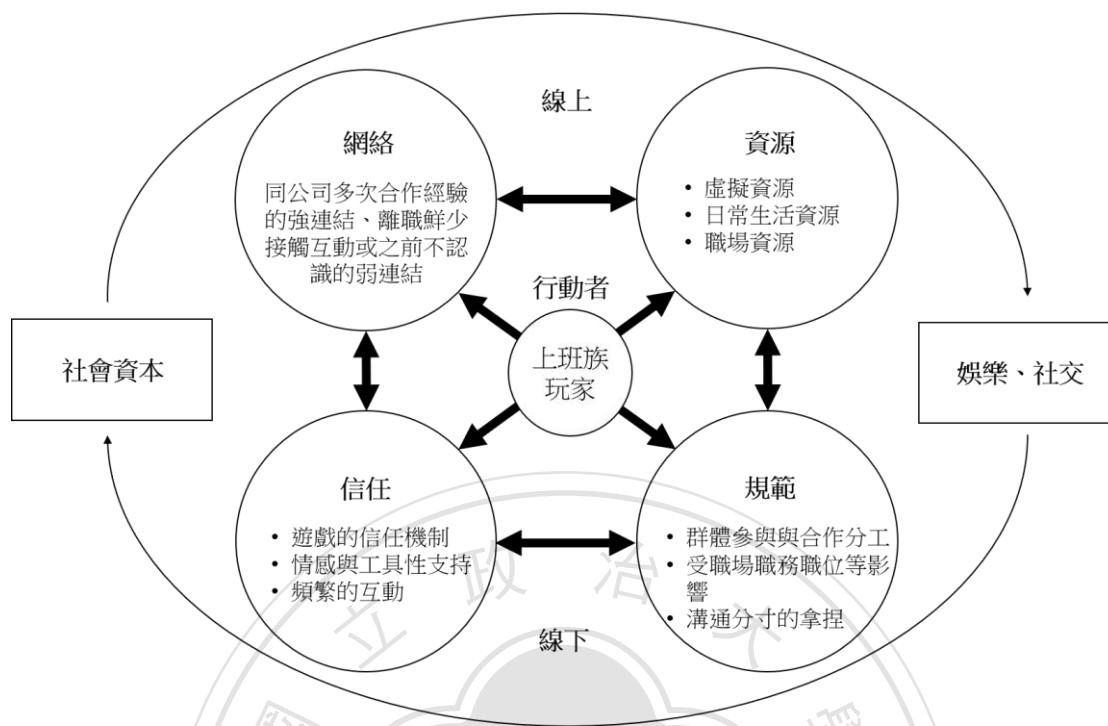 線上
網絡
同公司多次合作經驗
的強連結、離職鮮少
接觸互動或之前不認
識的弱連結
資源
• 虛擬資源
• 日常生活資源
• 職場資源
行動者
上班族
玩家
社會資本
娛樂、社交
信任
• 遊戲的信任機制
• 情感與工具性支持
• 頻繁的互動
規範
• 群體參與與合作分工
• 受職場職務職位等影
響
• 溝通分寸的拿捏
線下
立政治大